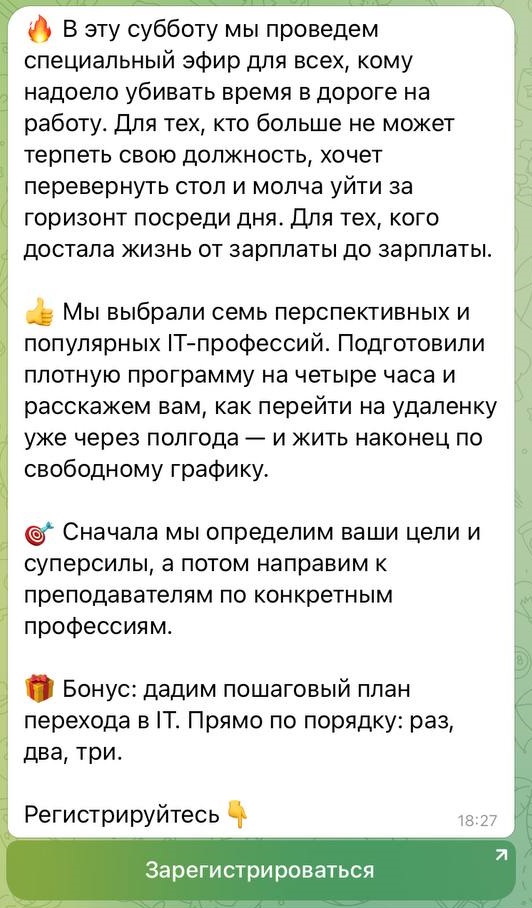 🔥 В эту субботу мы проведем
специальный эфир для всех, кому
надоело убивать время в дороге на
работу. Для тех, кто больше не может
терпеть свою должность, хочет
перевернуть стол и молча уйти за
горизонт посреди дня. Для тех, кого
достала жизнь от зарплаты до зарплаты.
👍 Мы выбрали семь перспективных и
популярных IT-профессий. Подготовили
плотную программу на четыре часа и
расскажем вам, как перейти на удаленку
уже через полгода — и жить наконец по
свободному графику.
🎯 Сначала мы определим ваши цели и
суперсилы, а потом направим к
преподавателям по конкретным
профессиям.
🎁 Бонус: дадим пошаговый план
перехода в IT. Прямо по порядку: раз,
два, три.
Регистрируйтесь 👇
18:27
Зарегистрироваться